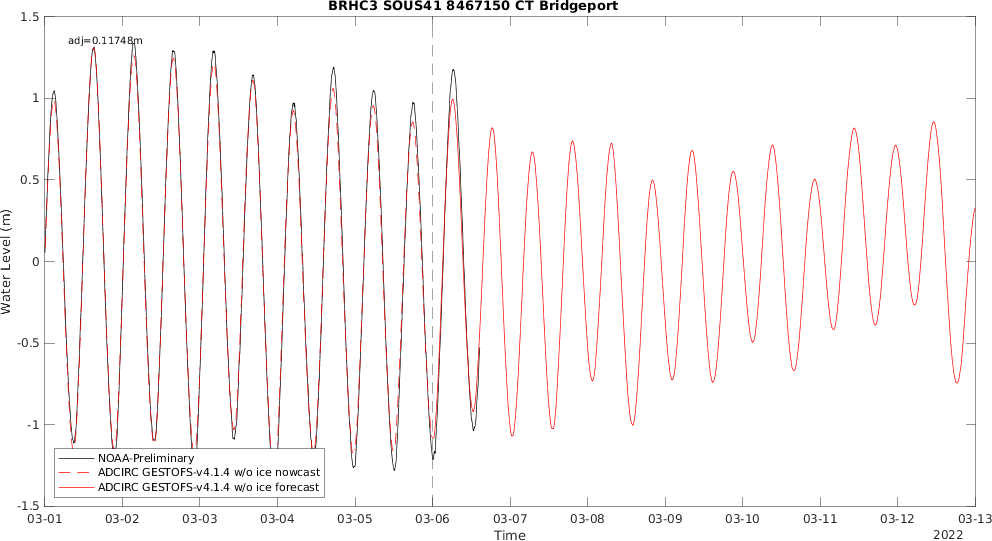 BRHC3 SOUS41 8467150 CT Bridgeport
adj=0.11748m
1.5
1
0.5
0
-0.5
-1
-1.5
Water Level (m)
NOAA-Preliminary
ADCIRC GESTOFS-v4.1.4 w/o ice nowcast
ADCIRC GESTOFS-v4.1.4 w/o ice forecast
03-01 03-02 03-03 03-04 03-05 03-06 03-07 03-08 03-09 03-10 03-11 03-12 03-13
Time
2022